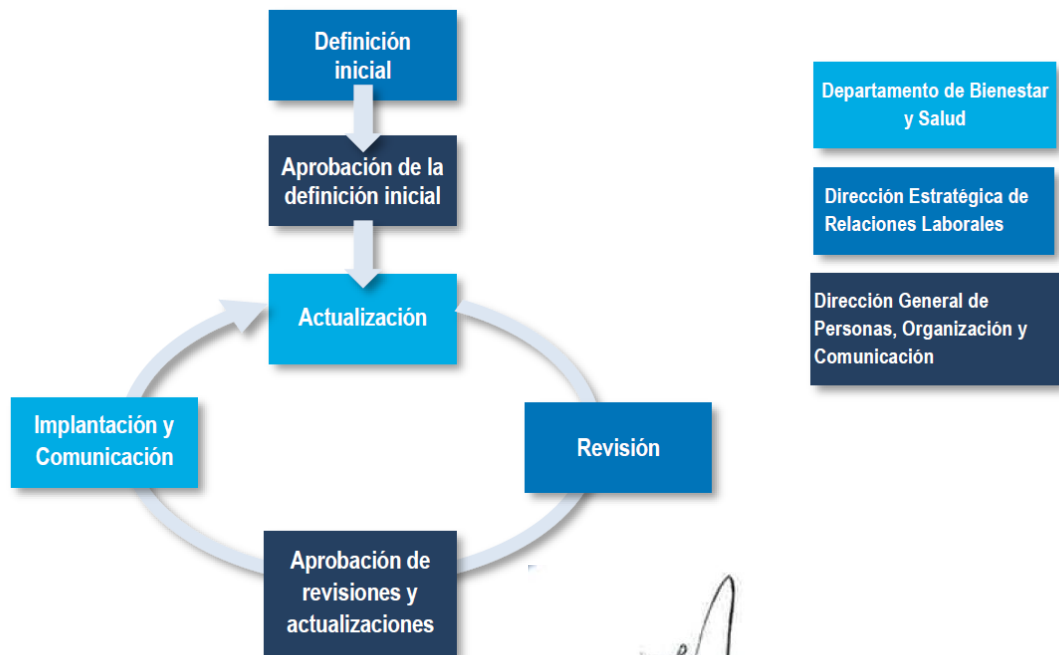 Definición
inicial
Aprobación de la
definición inicial
Actualización
Implantación y
Comunicación
Revisión
Aprobación de
revisiones y
actualizaciones
Departamento de Bienestar
y Salud
Dirección Estratégica de
Relaciones Laborales
Dirección General de
Personas, Organización y
Comunicación